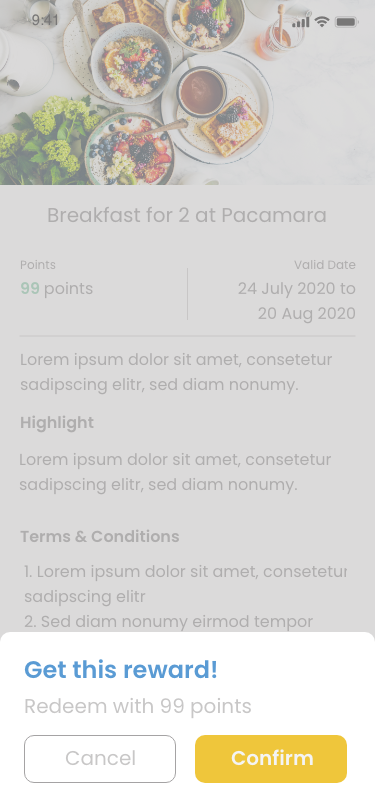 9:41
Breakfast for 2 at Pacamara
Points
Valid Date
99 points
24 July 2020 to
20 Aug 2020
Lorem ipsum dolor sit amet, consetetur
sadipscing elitr, sed diam nonumy.
Highlight
Lorem ipsum dolor sit amet, consetetur
sadipscing elitr, sed diam nonumy.
Terms & Conditions
1. Lorem ipsum dolor sit amet, consetetur
sadipscing elitr
2. Sed diam nonumy eirmod tempor
Get this reward!
Redeem with 99 points
Cancel
Confirm